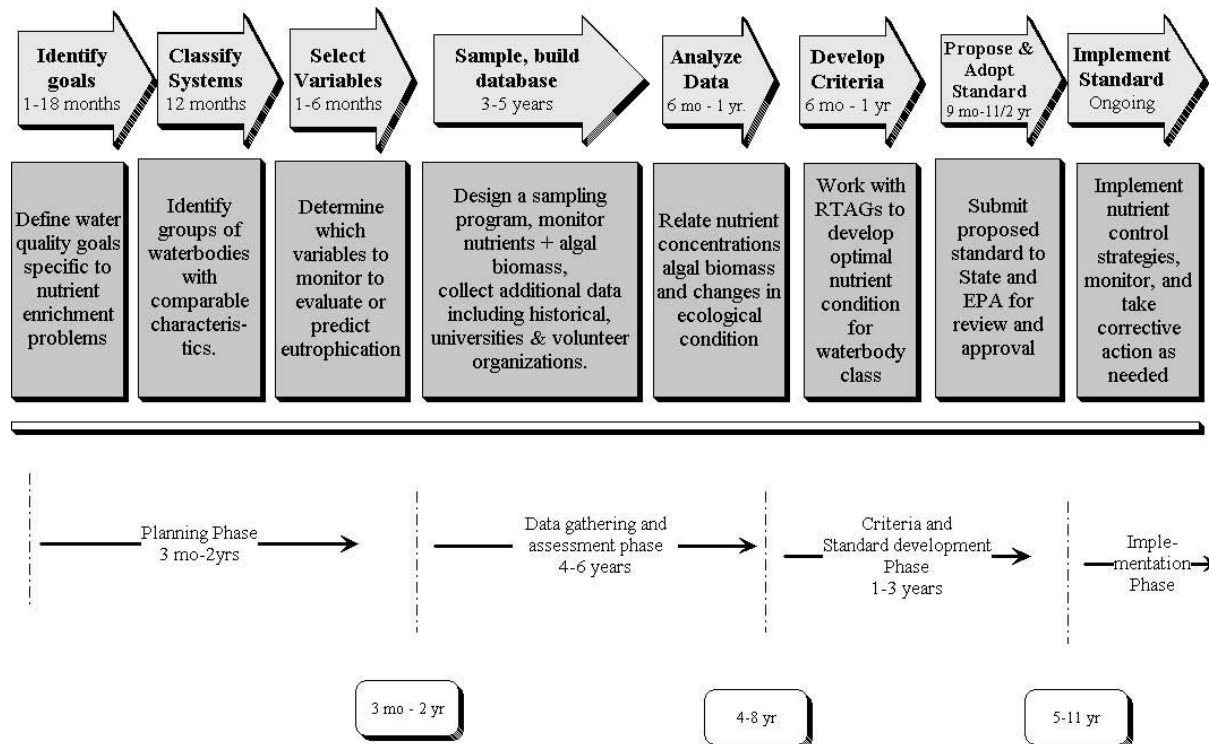 Identify
goals
1-18 months
Classify
Systems
12 months
Select
Variables
1-6 months
Sample, build
database
3-5 years
Analyze
Data
6 mo - 1 yr.
Develop
Criteria
6 mo - 1 yr
Propose &
Adopt
Standard
9 mo-11/2 yr
Implement
Standard
Ongoing
Define water
quality goals
specific to
nutrient
enrichment
problems
Identify
groups of
waterbodies
with
comparable
characteris-
tics.
Determine
which
variables to
monitor to
evaluate or
predict
eutrophication
Design a sampling
program, monitor
nutrients + algal
biomass,
collect additional data
including historical,
universities & volunteer
organizations.
Relate nutrient
concentrations
algal biomass
and changes in
ecological
condition
Work with
RTAGs to
develop
optimal
nutrient
condition
for
waterbody
class
Submit
proposed
standard to
State and
EPA for
review and
approval
Implement
nutrient
control
strategies,
monitor, and
take
corrective
action as
needed
Planning Phase
3 mo-2yrs
Data gathering and
assessment phase
4-6 years
Criteria and
Standard development
Phase
1-3 years
Imple-
mentation
Phase
3 mo - 2 yr
4-8 yr
5-11 yr